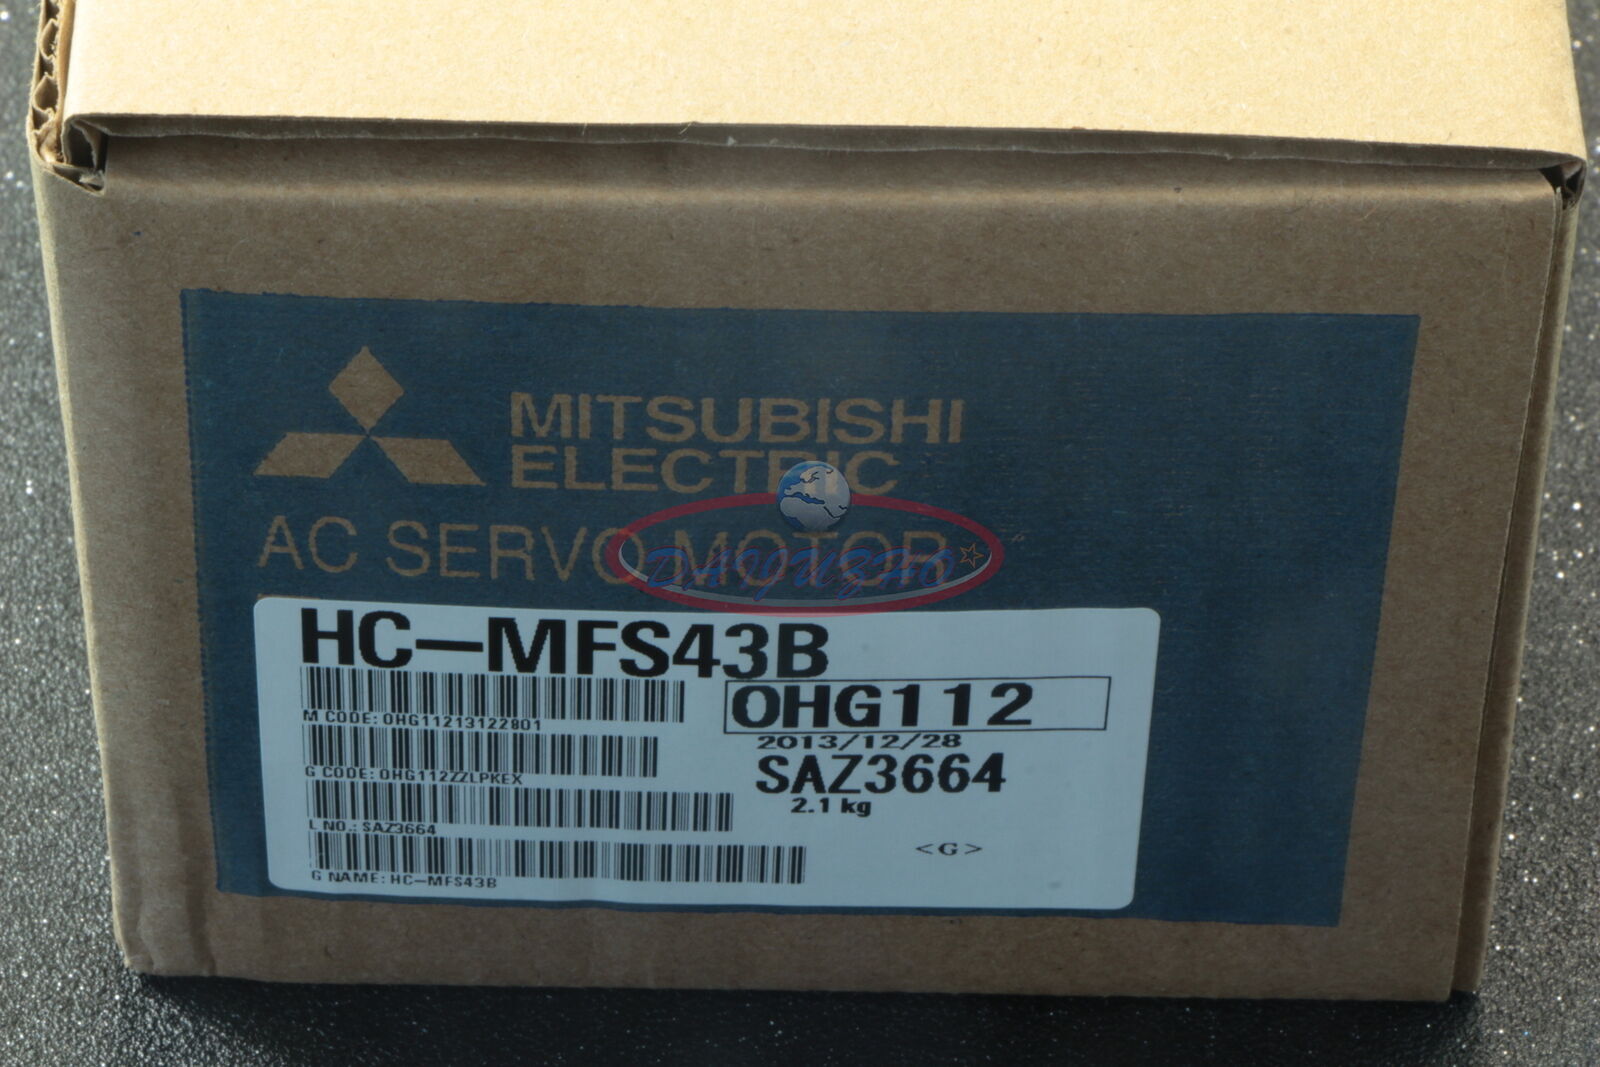 MITSUBISHI
ELECTRIC
AC SERVO MOTOR
DAIJUZHO
HC-MFS43B
M CODE: OHG11213122801
OHG112
2013/12/28
G CODE: OHG112ZZLPKEX
SAZ3664
2.1 kg
L NO.: SAZ3664
<G>
G NAME: HC-MFS43B